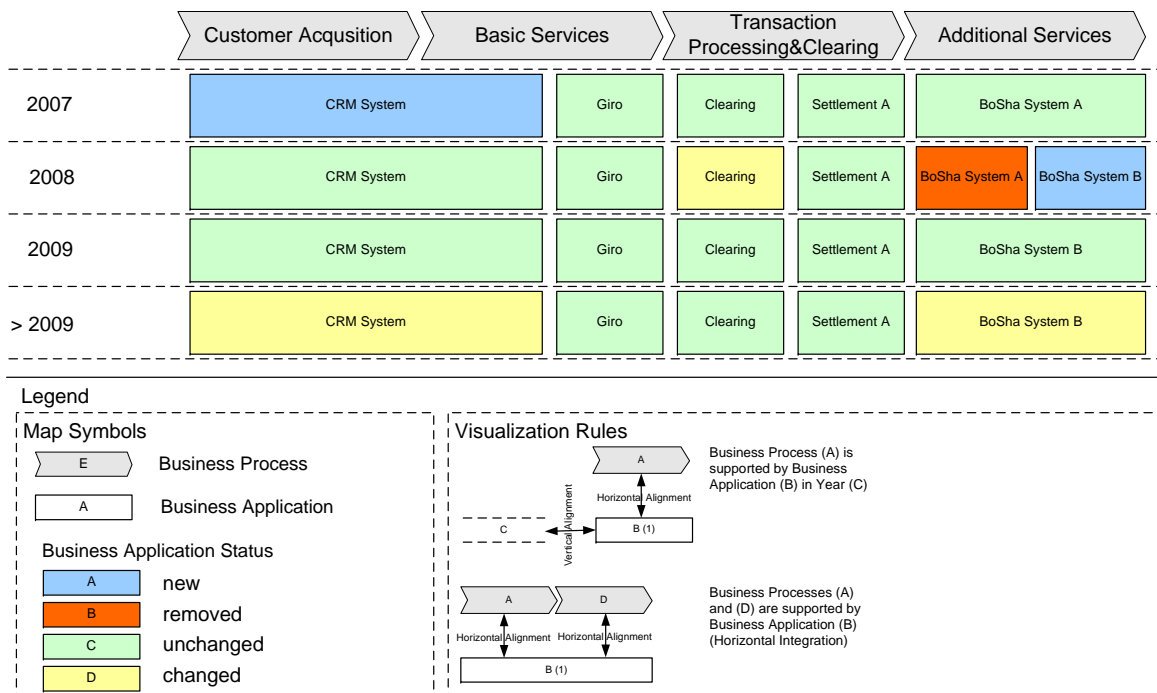 Customer Acqusition
Basic Services
Transaction
Processing&Clearing
Additional Services
2007
CRM System
Giro
Clearing
Settlement A
BoSha System A
2008
CRM System
Giro
Clearing
Settlement A
BoSha System A
BoSha System B
2009
CRM System
Giro
Clearing
Settlement A
BoSha System B
> 2009
CRM System
Giro
Clearing
Settlement A
BoSha System B
Legend
Map Symbols
E
Business Process
A
Business Application
Business Application Status
A
new
B
removed
C
unchanged
D
changed
Visualization Rules
A
Horizontal Alignment
C
Vertical Alignment
B (1)
Business Process (A) is
supported by Business
Application (B) in Year (C)
A
D
Horizontal Alignment
Horizontal Alignment
B (1)
Business Processes (A)
and (D) are supported by
Business Application (B)
(Horizontal Integration)